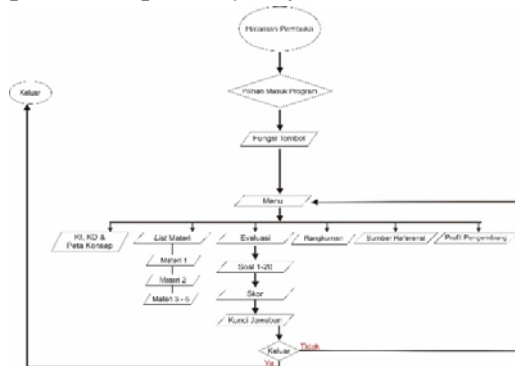 Halaman Pembuka
Keluar
Pilihan Masuk Program
Fungsi Tombol
Menu
KI, KD &
Peta Konsep
List Materi
Evaluasi
Rangkuman
Sumber Referensi
Profil Pengembang
Materi 1
Soal 1-20
Materi 2
Skor
Materi 3 - 6
Kunci Jawaban
Keluar
Tidak
Ya